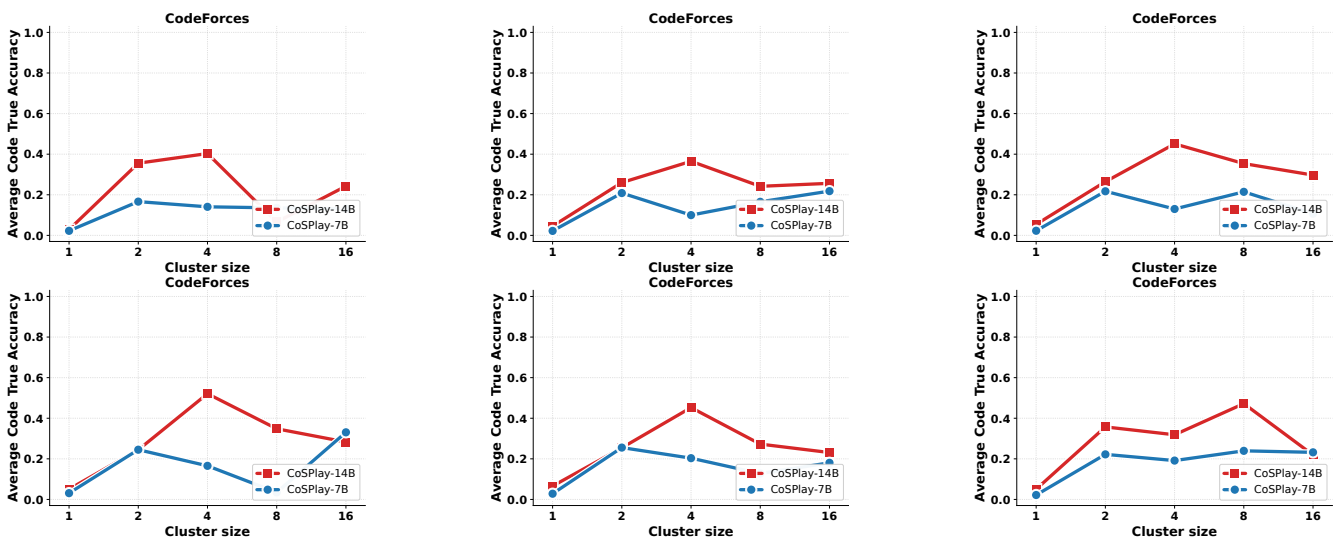 CodeForces
Average Code True Accuracy
1.0
0.8
0.6
0.4
0.2
0.0
CoSPlay-14B
CoSPlay-7B
1 2 4 8 16
Cluster size
CodeForces
Average Code True Accuracy
1.0
0.8
0.6
0.4
0.2
0.0
CoSPlay-14B
CoSPlay-7B
1 2 4 8 16
Cluster size
CodeForces
Average Code True Accuracy
1.0
0.8
0.6
0.4
0.2
0.0
CoSPlay-14B
CoSPlay-7B
1 2 4 8 16
Cluster size
CodeForces
Average Code True Accuracy
1.0
0.8
0.6
0.4
0.2
0.0
CoSPlay-14B
CoSPlay-7B
1 2 4 8 16
Cluster size
CodeForces
Average Code True Accuracy
1.0
0.8
0.6
0.4
0.2
0.0
CoSPlay-14B
CoSPlay-7B
1 2 4 8 16
Cluster size
CodeForces
Average Code True Accuracy
1.0
0.8
0.6
0.4
0.2
0.0
CoSPlay-14B
CoSPlay-7B
1 2 4 8 16
Cluster size